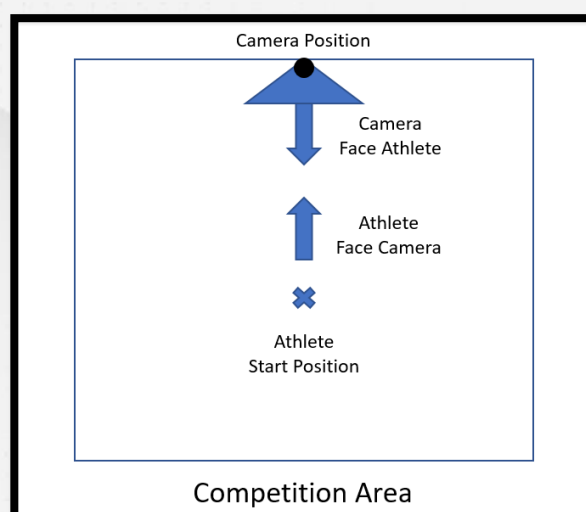 Camera Position
Camera
Face Athlete
Athlete
Face Camera
Athlete
Start Position
Competition Area